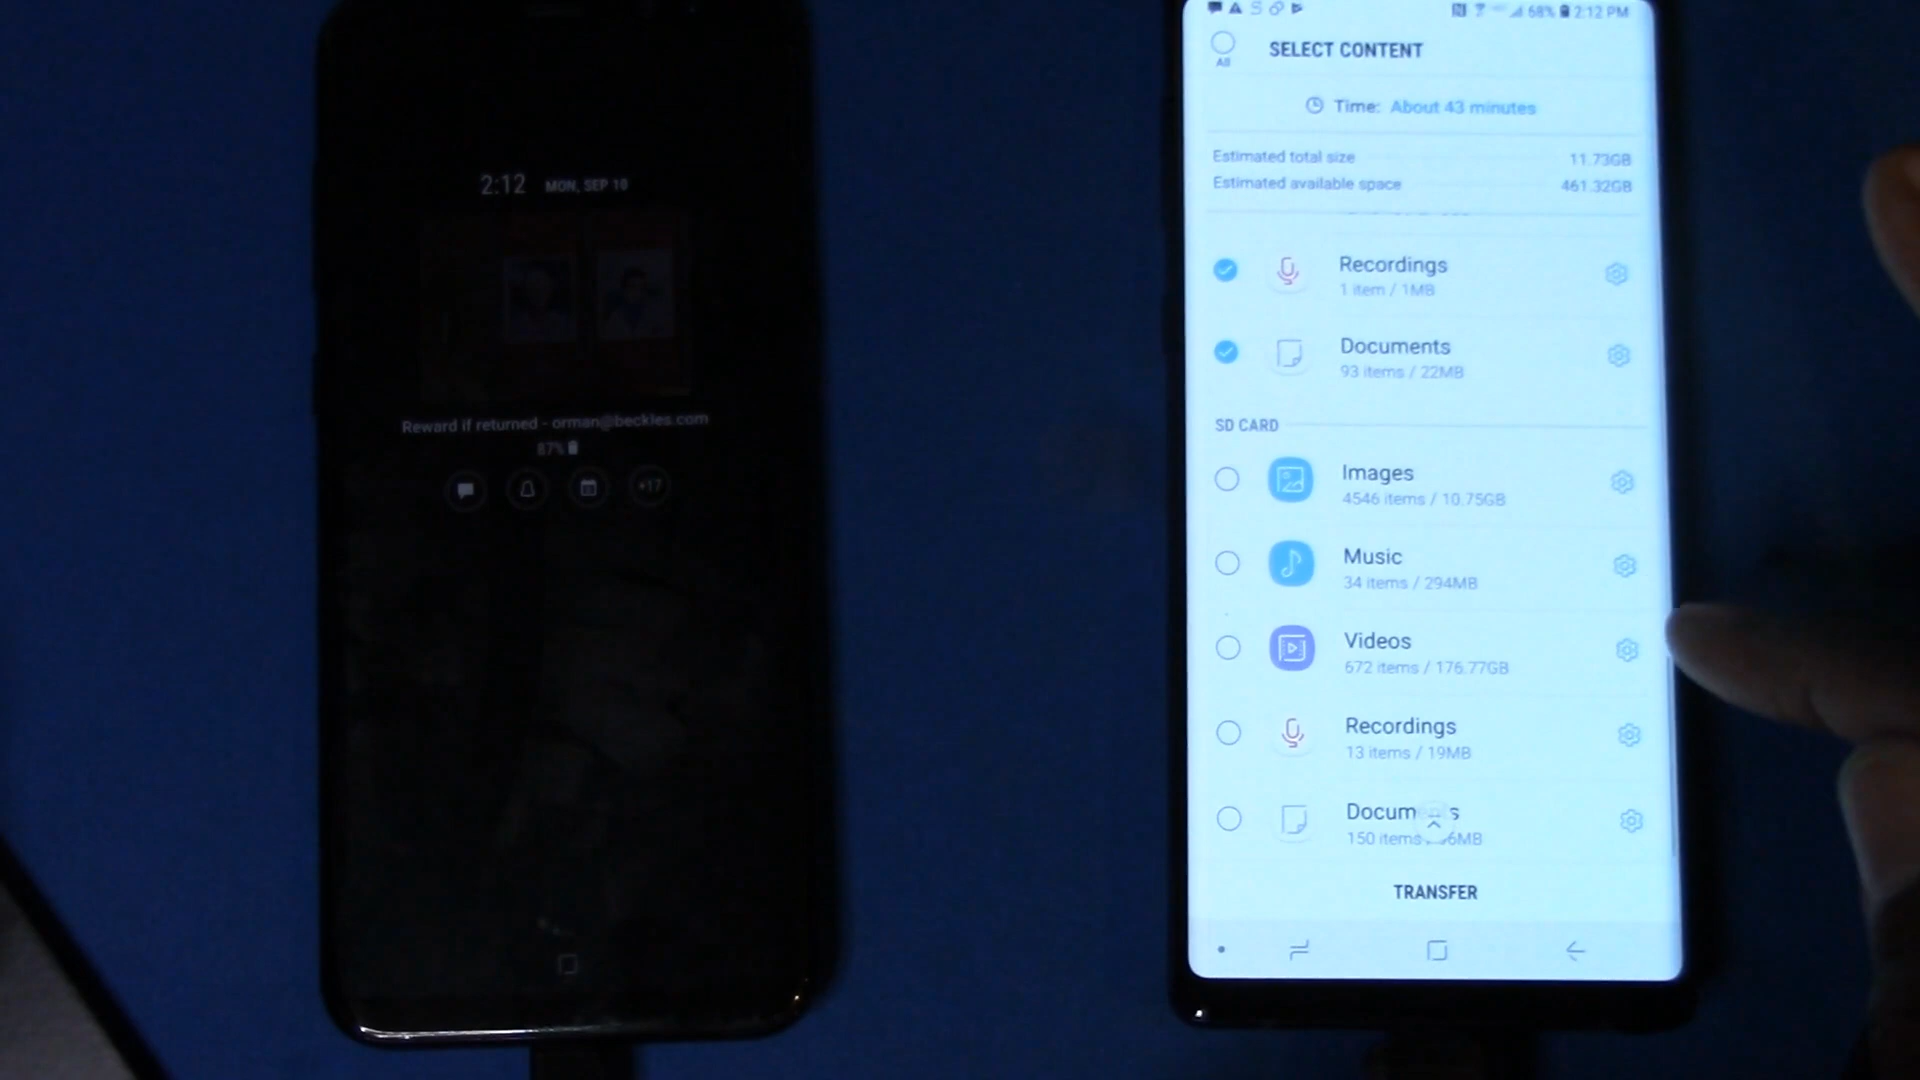 2:12 MON, SEP 10
Reward if returned - orman@beckles.com
87%
+17
68% 2:12 PM
All
SELECT CONTENT
Time: About 43 minutes
Estimated total size 11.73GB
Estimated available space 461.32GB
Recordings
1 item / 1MB
Documents
93 items / 22MB
SD CARD
Images
4546 items / 10.75GB
Music
34 items / 294MB
Videos
672 items / 176.77GB
Recordings
13 items / 19MB
Documents
150 items
TRANSFER